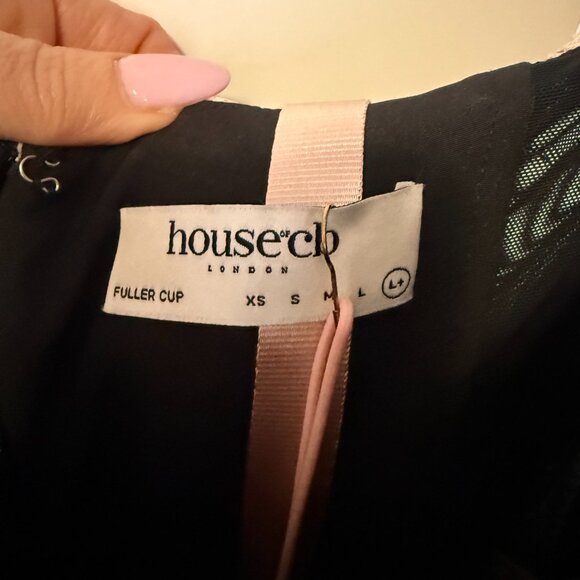 house OF cb
LONDON
FULLER CUP XS S M L L+